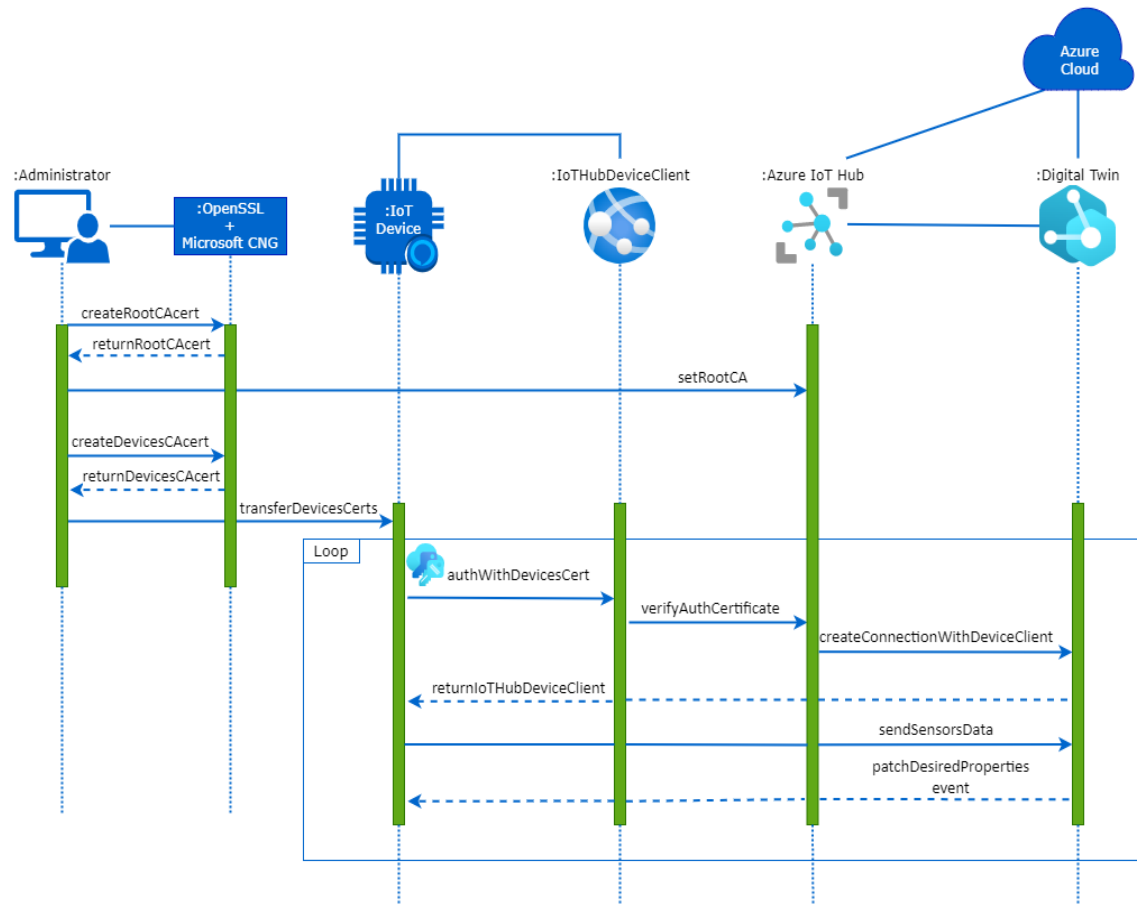 Azure
Cloud
:Administrator
:OpenSSL
+
Microsoft CNG
:IoT
Device
:IoTHubDeviceClient
:Azure IoT Hub
:Digital Twin
createRootCAcert
returnRootCAcert
setRootCA
createDevicesCAcert
returnDevicesCAcert
transferDevicesCerts
Loop
authWithDevicesCert
verifyAuthCertificate
createConnectionWithDeviceClient
returnIoTHubDeviceClient
sendSensorsData
patchDesiredProperties
event